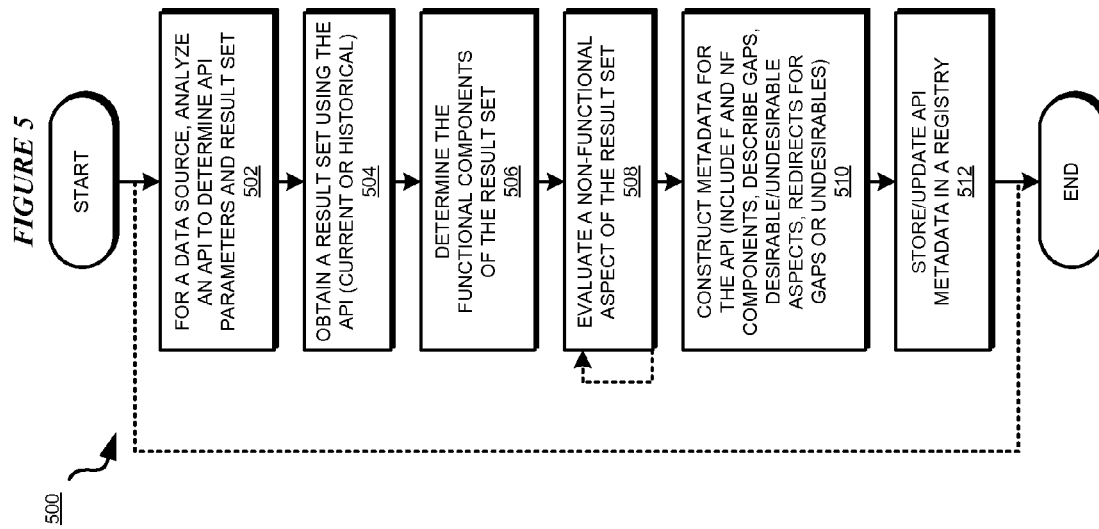 FIGURE 5
500
START
FOR A DATA SOURCE, ANALYZE
AN API TO DETERMINE API
PARAMETERS AND RESULT SET
502
OBTAIN A RESULT SET USING THE
API (CURRENT OR HISTORICAL)
504
DETERMINE THE
FUNCTIONAL COMPONENTS
OF THE RESULT SET
506
EVALUATE A NON-FUNCTIONAL
ASPECT OF THE RESULT SET
508
CONSTRUCT METADATA FOR
THE API (INCLUDE F AND NF
COMPONENTS, DESCRIBE GAPS,
DESIRABLE/UNDESIRABLE
ASPECTS, REDIRECTS FOR
GAPS OR UNDESIRABLES)
510
STORE/UPDATE API
METADATA IN A REGISTRY
512
END